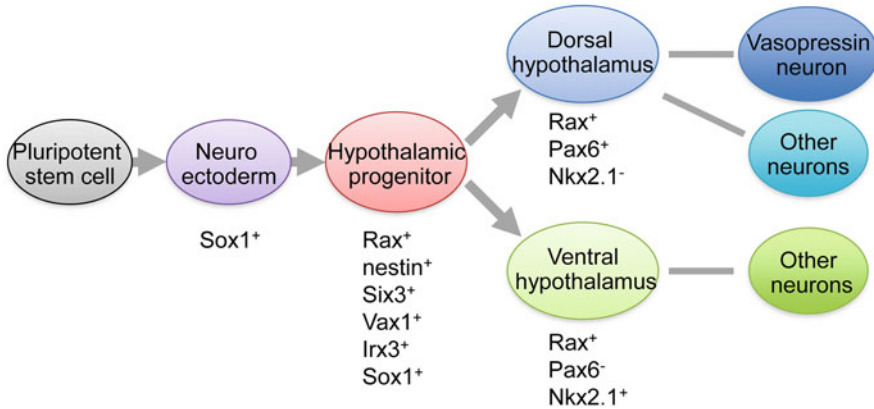 Pluripotent
stem cell
Neuro
ectoderm
Sox1⁺
Hypothalamic
progenitor
Rax⁺
nestin⁺
Six3⁺
Vax1⁺
Irx3⁺
Sox1⁺
Dorsal
hypothalamus
Rax⁺
Pax6⁺
Nkx2.1⁻
Vasopressin
neuron
Other
neurons
Ventral
hypothalamus
Rax⁺
Pax6⁻
Nkx2.1⁺
Other
neurons